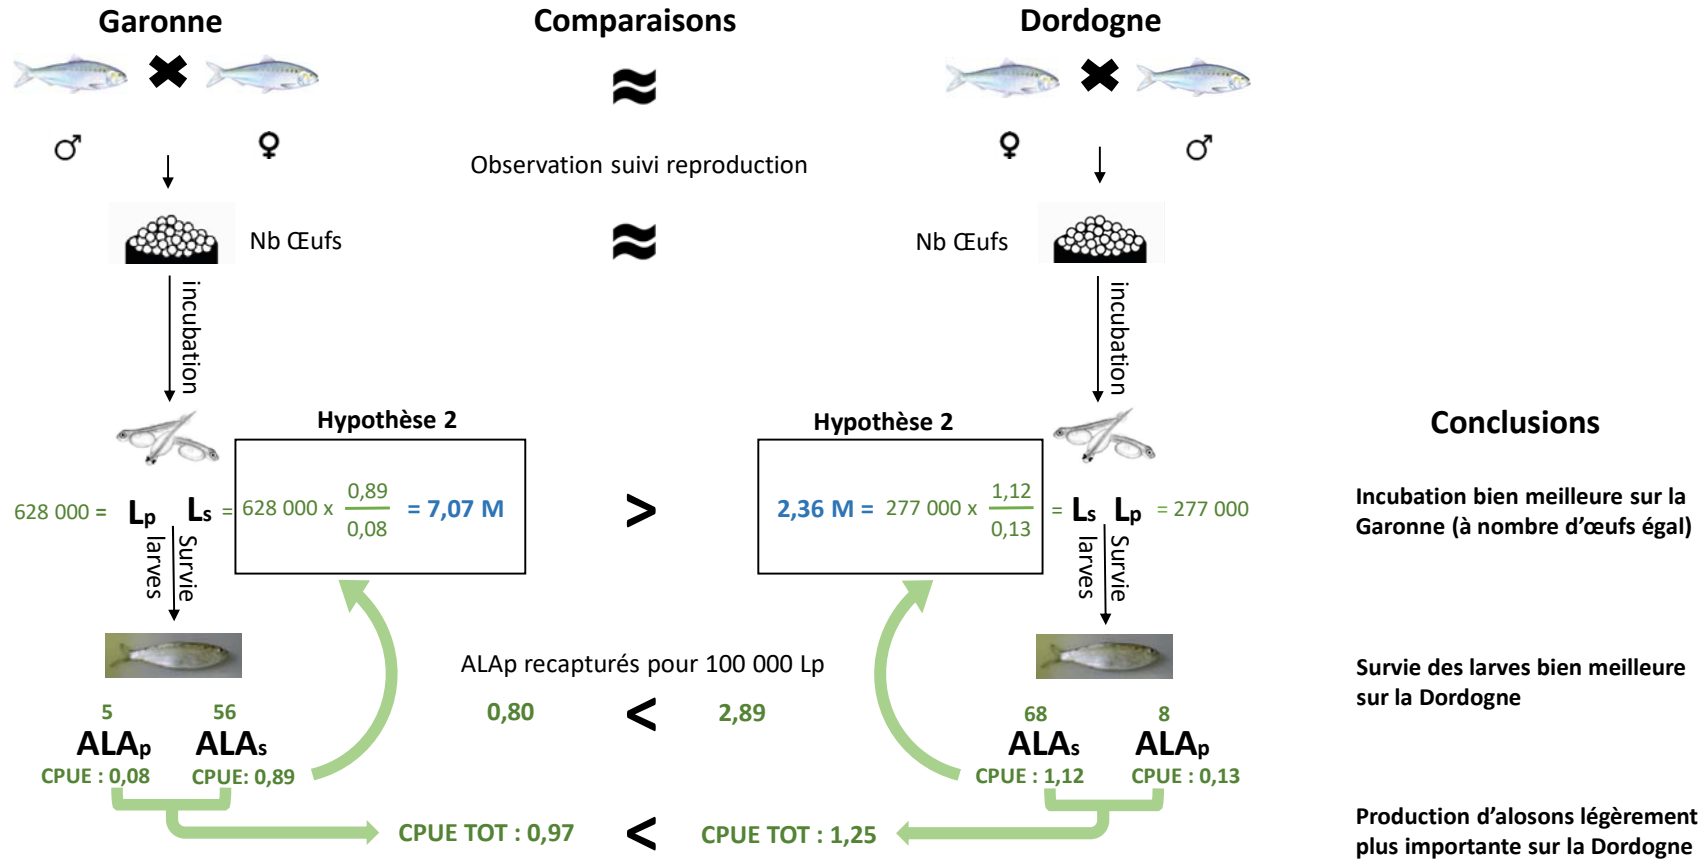 Garonne
Comparaisons
Dordogne
♂
♀
♀
♂
≈
Observation suivi reproduction
Nb Œufs
≈
Nb Œufs
incubation
incubation
Hypothèse 2
Hypothèse 2
Conclusions
628 000 = Lp Ls = 628 000 x 0,89 / 0,08 = 7,07 M
>
2,36 M = 277 000 x 1,12 / 0,13 = Ls Lp = 277 000
Incubation bien meilleure sur la
Garonne (à nombre d'œufs égal)
Survie
larves
Survie
larves
ALAp recapturés pour 100 000 Lp
0,80 < 2,89
Survie des larves bien meilleure
sur la Dordogne
5 56
ALAp ALAs
CPUE : 0,08 CPUE: 0,89
68 8
ALAs ALAp
CPUE : 1,12 CPUE : 0,13
CPUE TOT : 0,97 < CPUE TOT : 1,25
Production d'alosons légèrement
plus importante sur la Dordogne